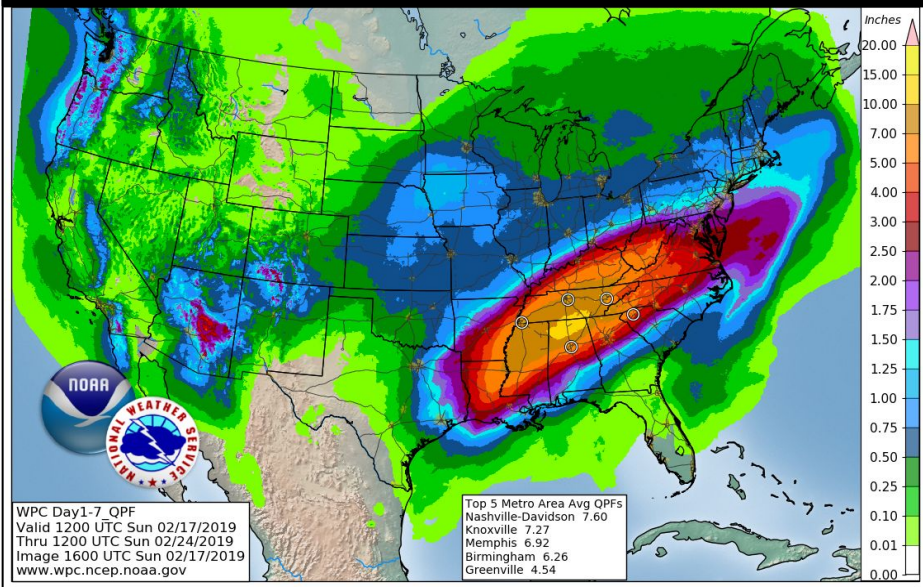 Inches
20.00
15.00
10.00
7.00
5.00
4.00
3.00
2.50
2.00
1.75
1.50
1.25
1.00
0.75
0.50
0.25
0.10
0.01
0.00
NOAA
NATIONAL WEATHER SERVICE
WPC Day1-7_QPF
Valid 1200 UTC Sun 02/17/2019
Thru 1200 UTC Sun 02/24/2019
Image 1600 UTC Sun 02/17/2019
www.wpc.ncep.noaa.gov
Top 5 Metro Area Avg QPFs
Nashville-Davidson 7.60
Knoxville 7.27
Memphis 6.92
Birmingham 6.26
Greenville 4.54